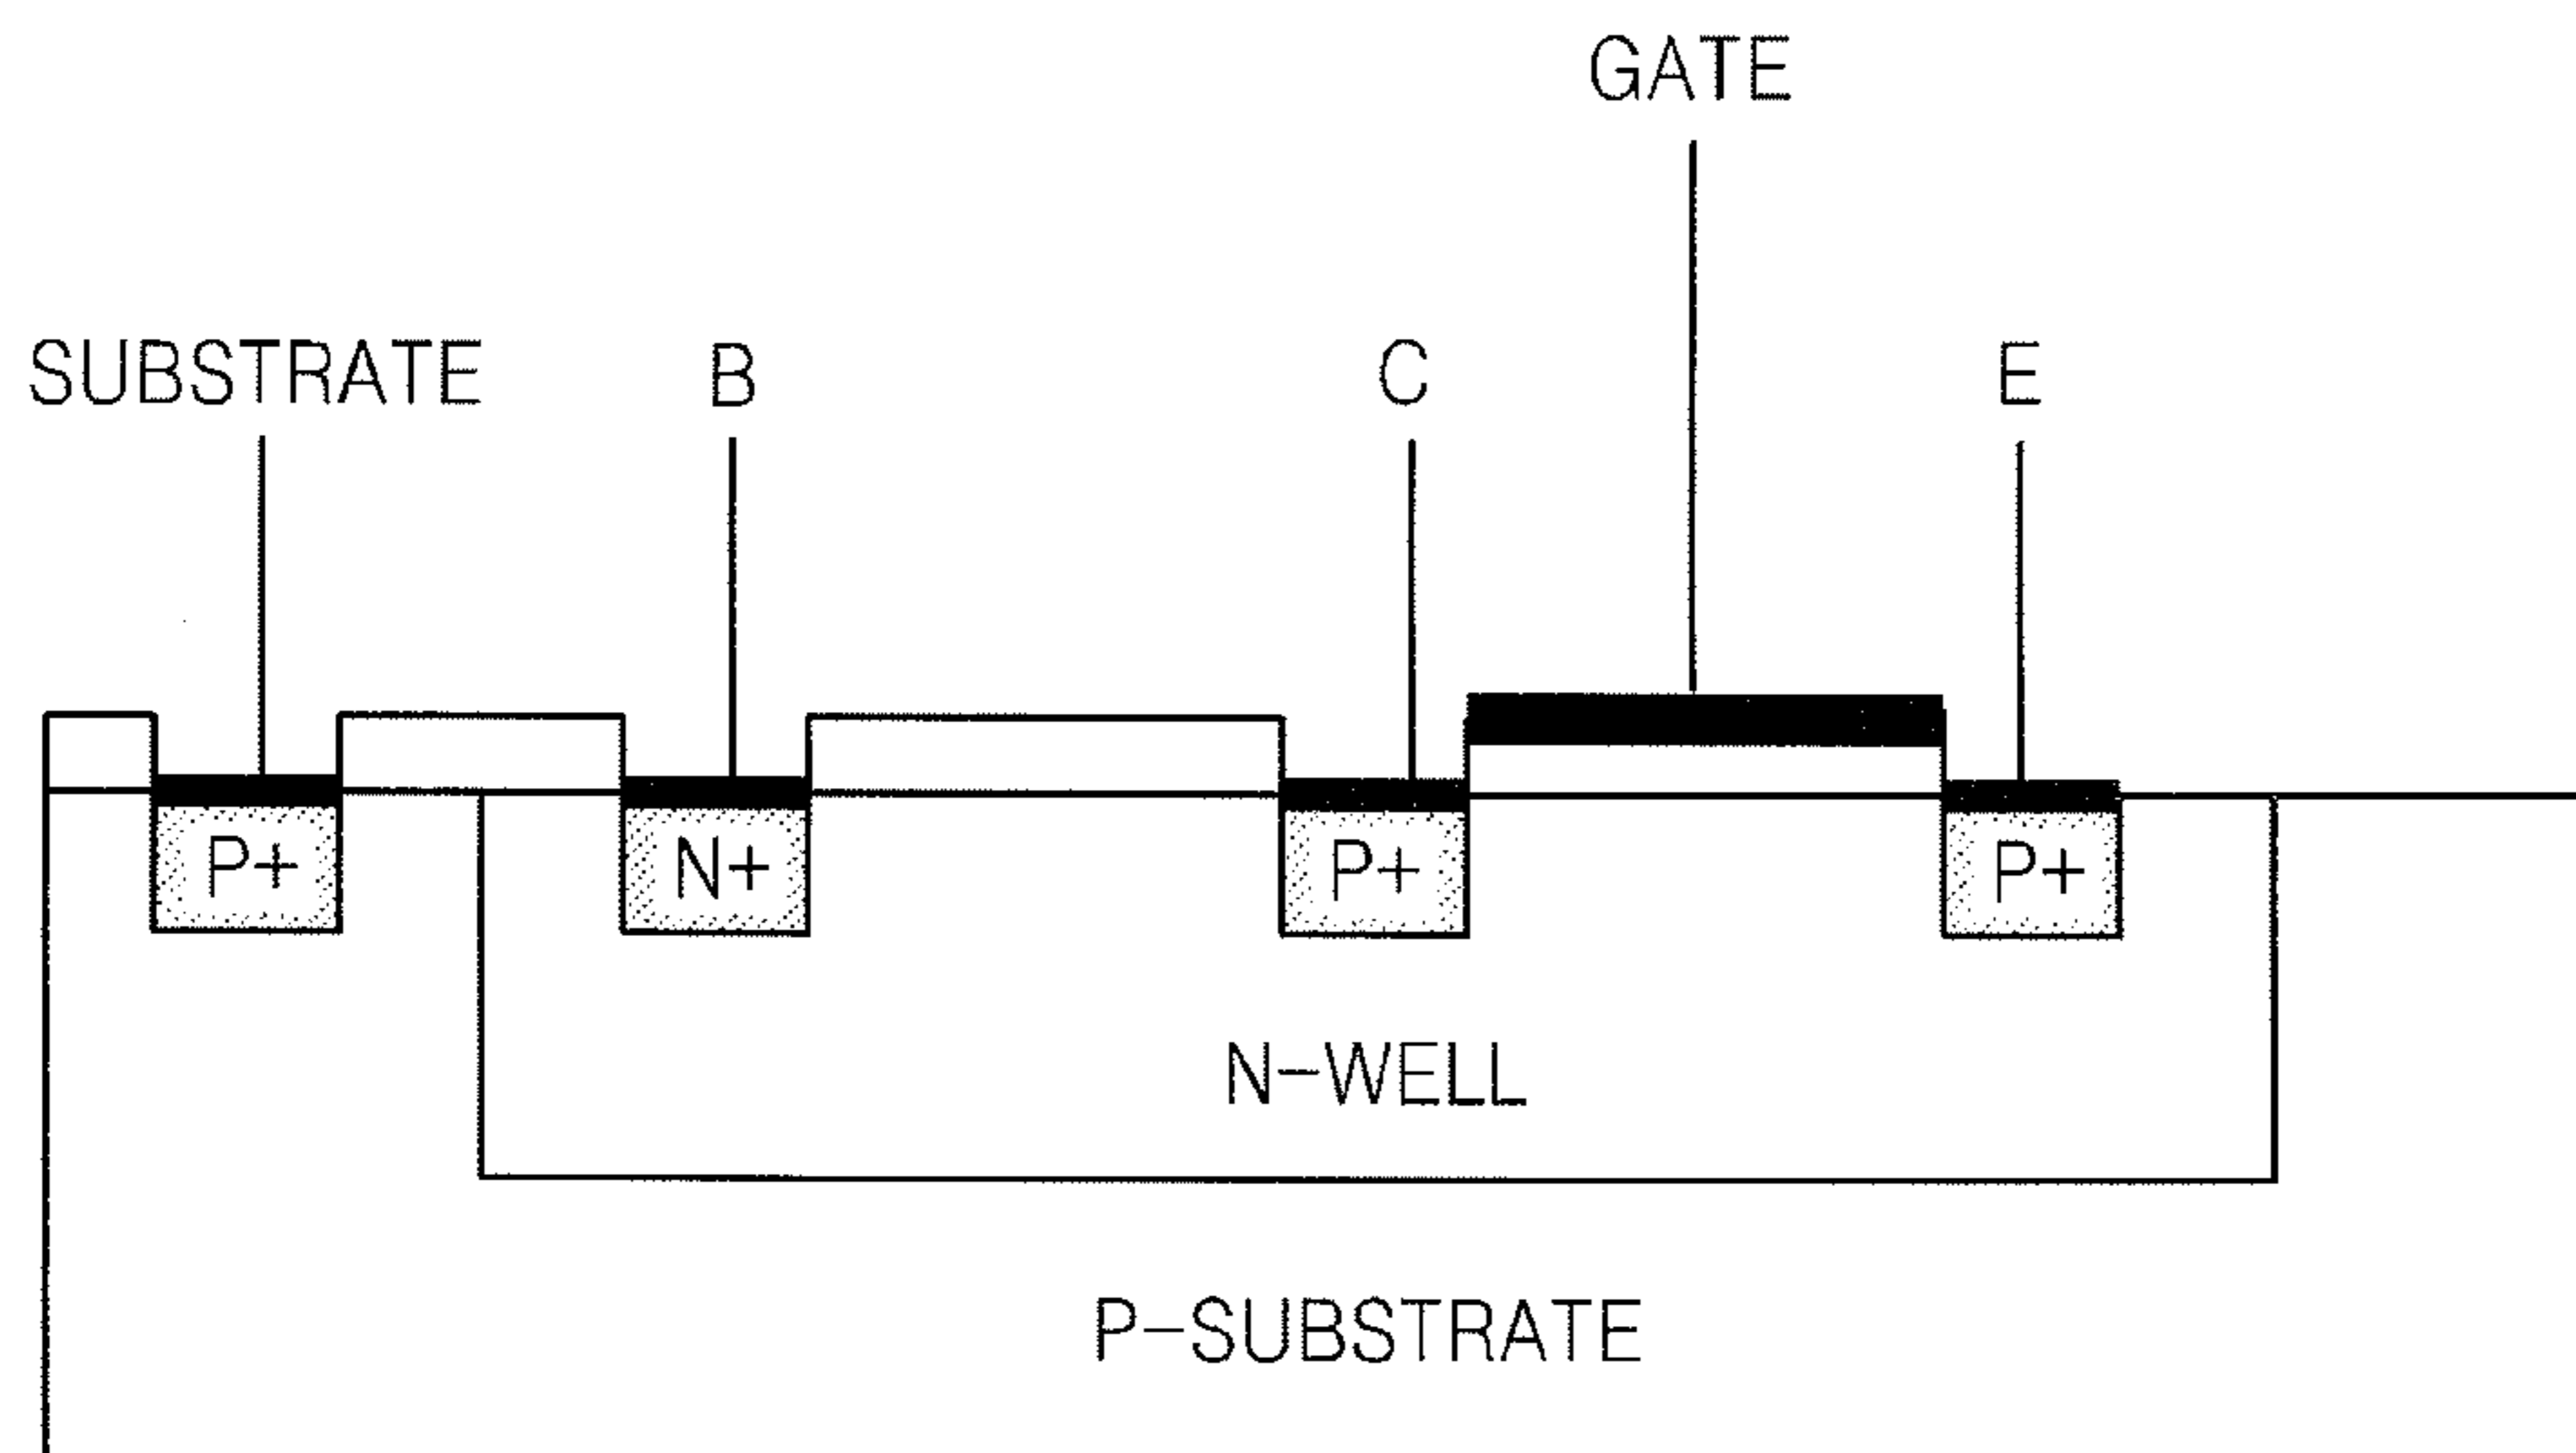 GATE
SUBSTRATE B C E
P+ N+ P+ P+
N-WELL
P-SUBSTRATE